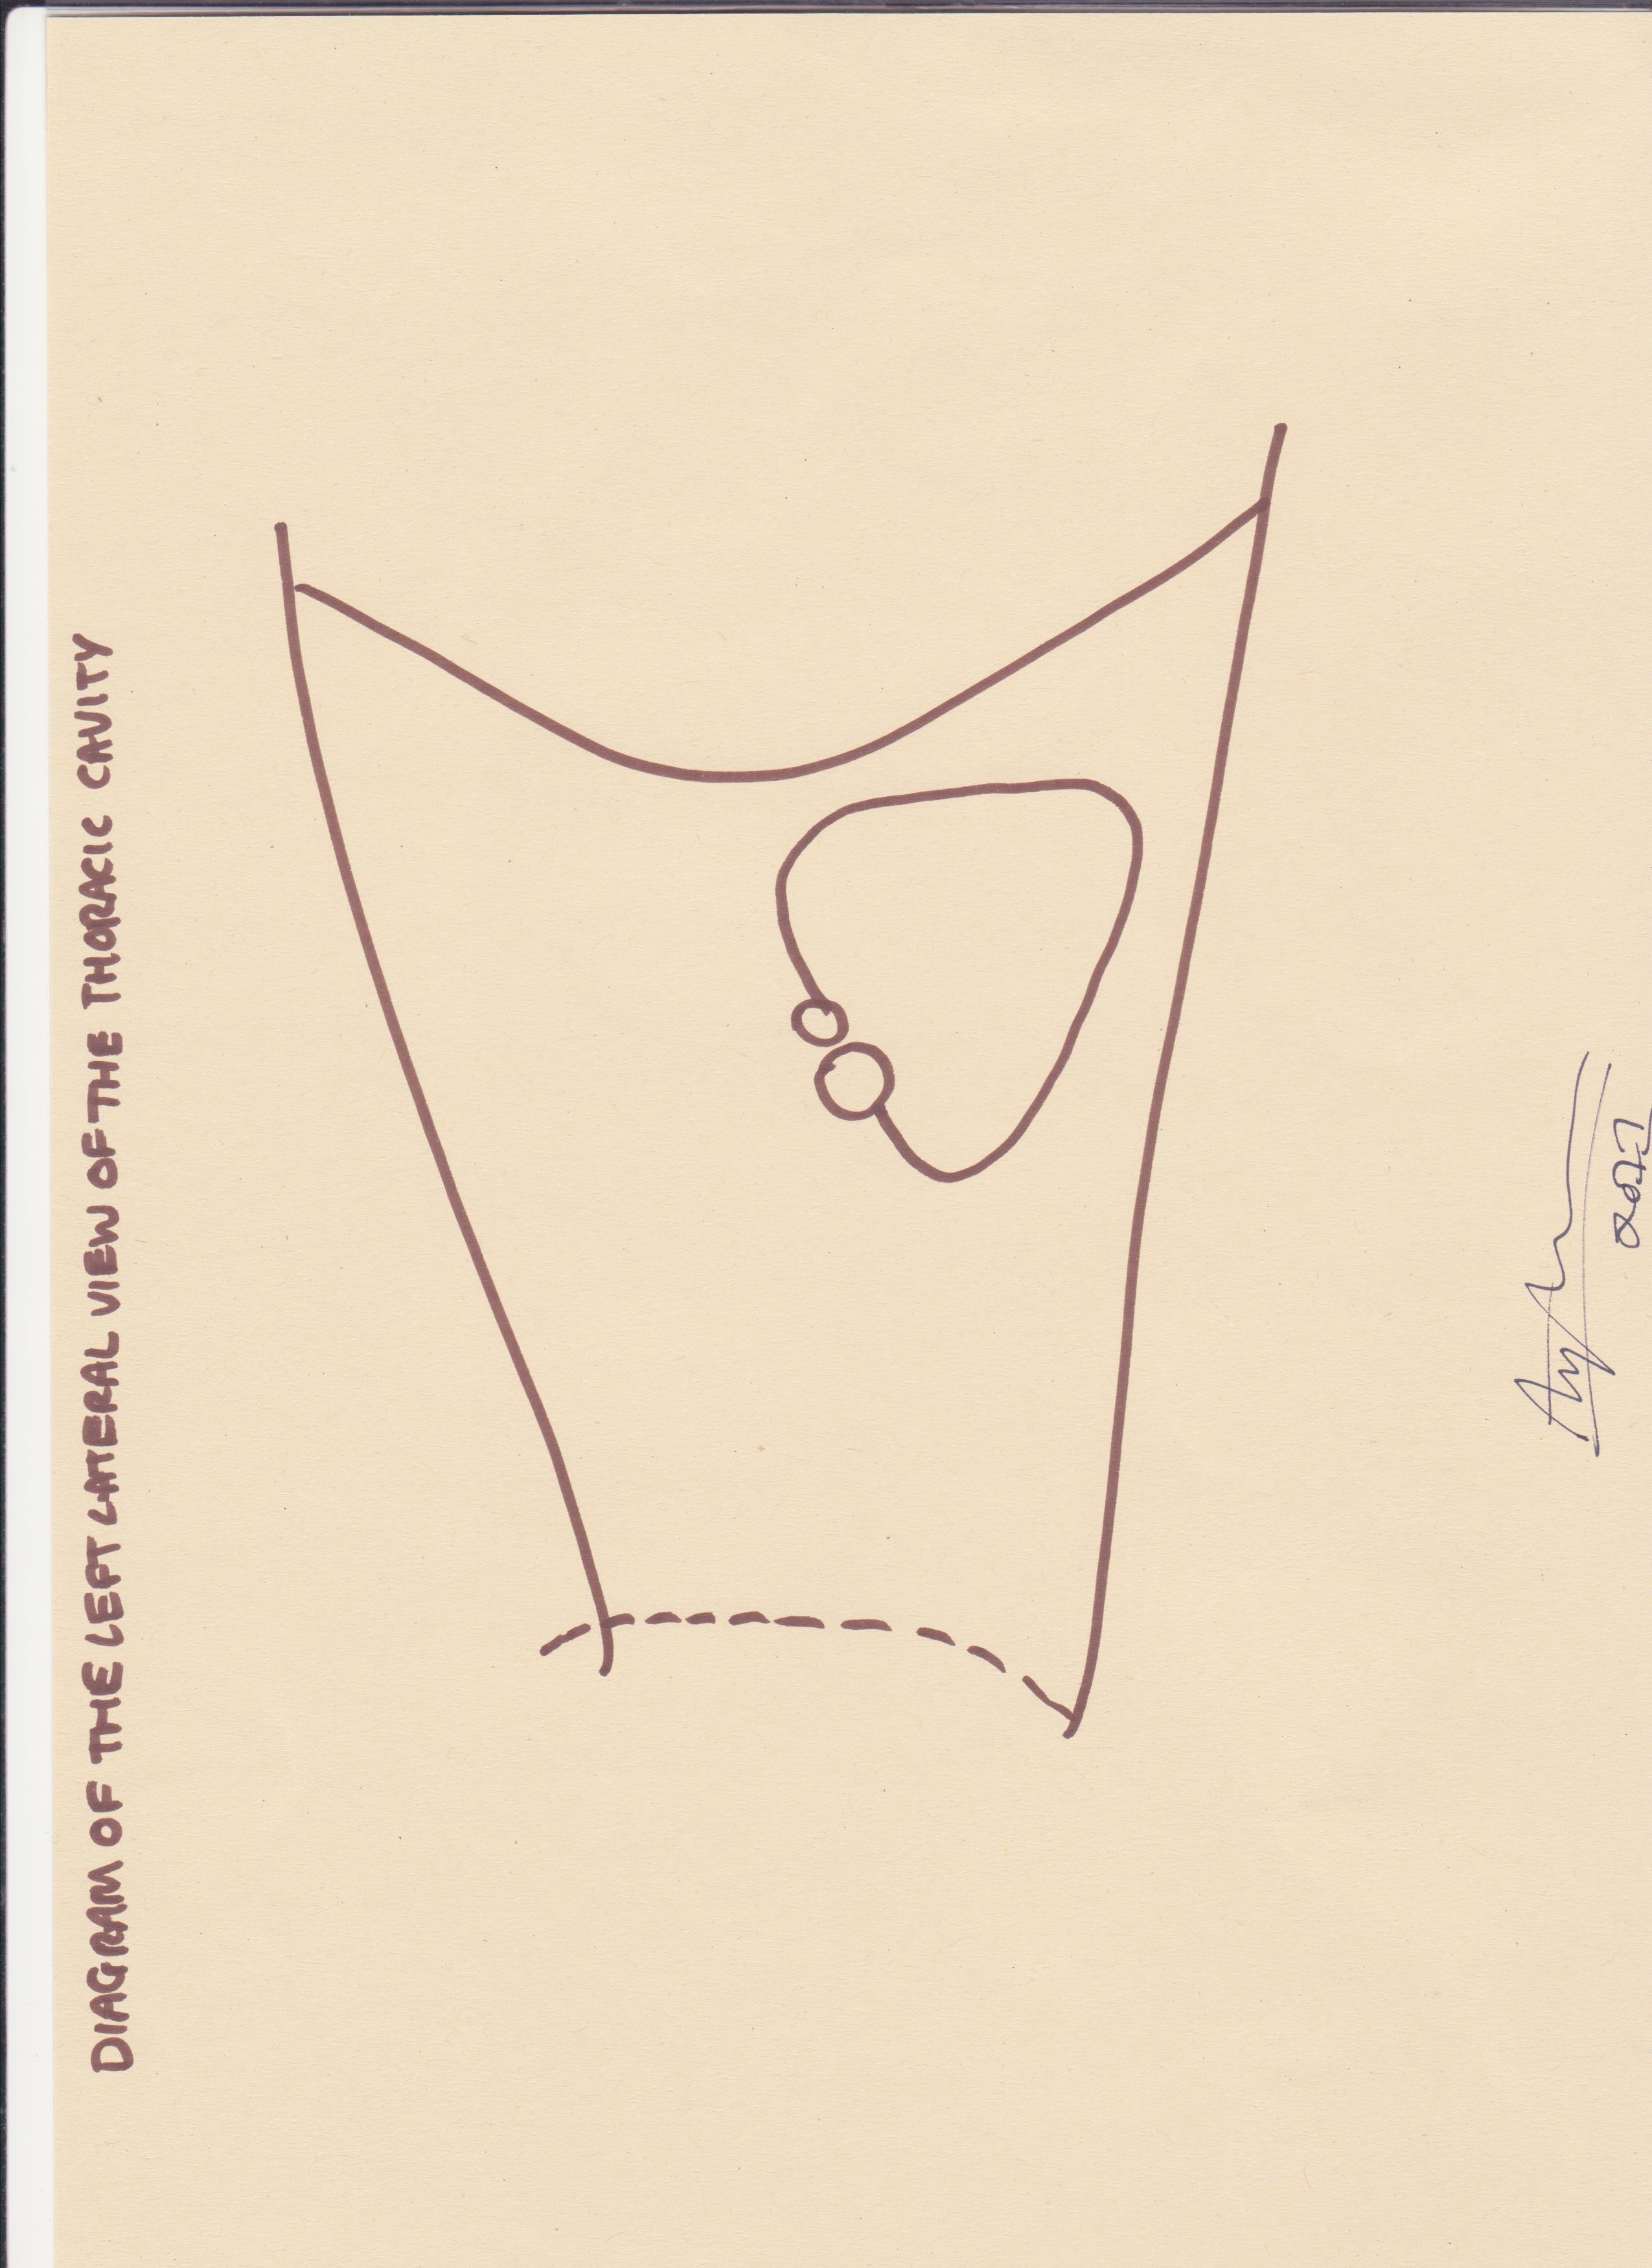 DIAGRAM OF THE LEFT LATERAL VIEW OF THE THORACIC CAVITY